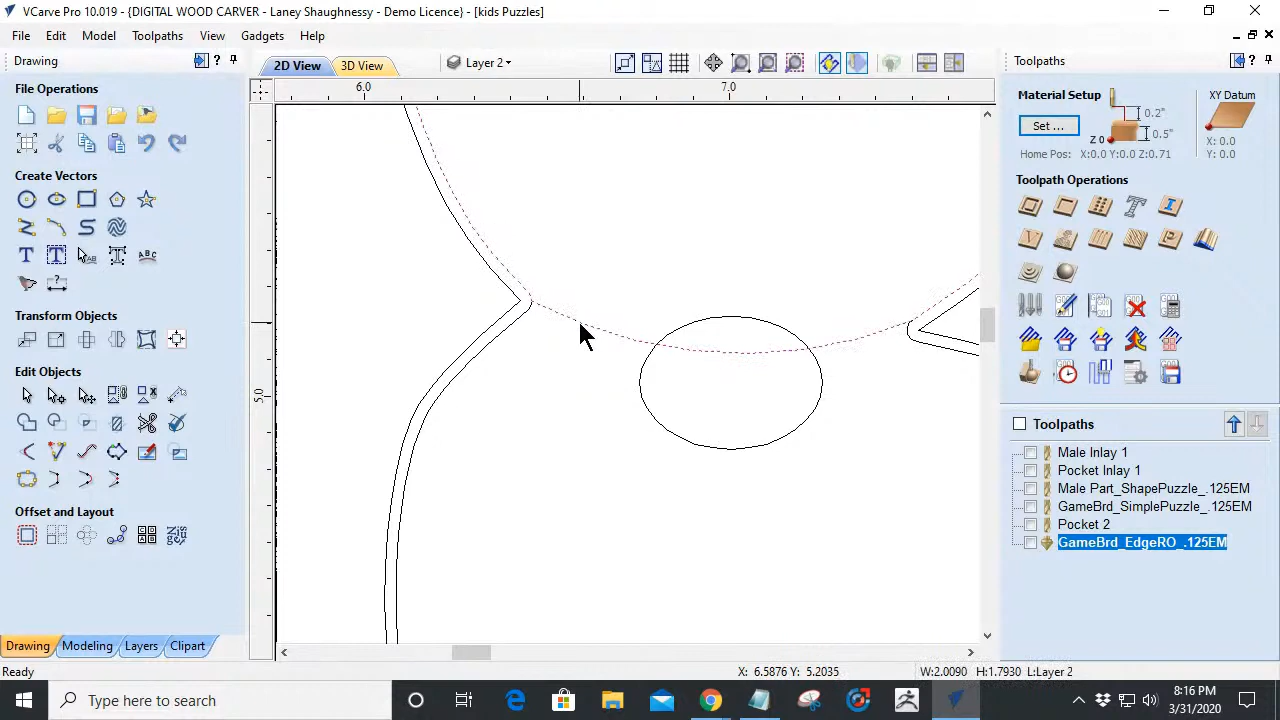 VCarve Pro 10.019 - {DIGITAL WOOD CARVER - Laney Shaughnessy - Demo Licence} - [kids Puzzles]
File Edit Model Toolpaths View Gadgets Help
Drawing
2D View 3D View Layer 2
Toolpaths
File Operations
6.0 7.0
Material Setup
XY Datum
0.2"
Set ...
0.5"
Z 0
X: 0.0
Y: 0.0
Home Pos: X:0.0 Y:0.0 Z:0.71
Create Vectors
Toolpath Operations
Transform Objects
Edit Objects
5.0
Toolpaths
Male Inlay 1
Pocket Inlay 1
Male Part_ShapePuzzle_.125EM
GameBrd_SimplePuzzle_.125EM
Offset and Layout
Pocket 2
GameBrd_EdgeRO_.125EM
Drawing Modeling Layers Clipart
Ready X: 6.5876 Y: 5.2035 W:2.0090 H:1.7930 L:Layer 2
Type here to search
8:16 PM
3/31/2020